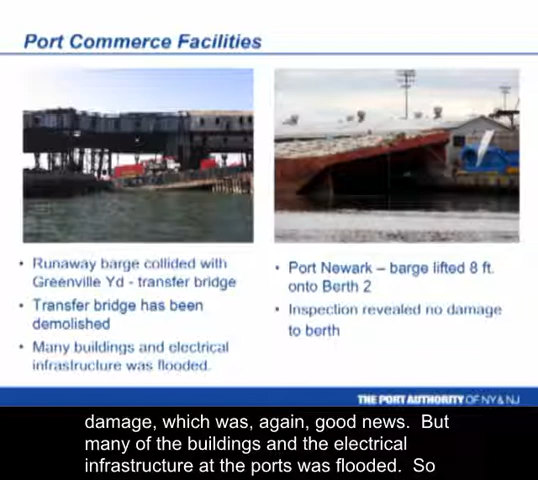 Port Commerce Facilities
• Runaway barge collided with
Greenville Yd - transfer bridge
• Transfer bridge has been
demolished
• Many buildings and electrical
infrastructure was flooded.
• Port Newark – barge lifted 8 ft.
onto Berth 2
• Inspection revealed no damage
to berth
THE PORT AUTHORITY OF NY & NJ
damage, which was, again, good news. But
many of the buildings and the electrical
infrastructure at the ports was flooded. So